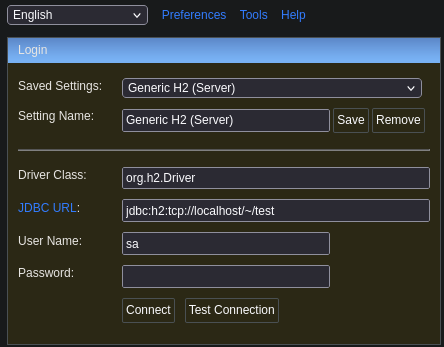 English Preferences Tools Help
Login
Saved Settings: Generic H2 (Server)
Setting Name: Generic H2 (Server) Save Remove
Driver Class: org.h2.Driver
JDBC URL: jdbc:h2:tcp://localhost/~/test
User Name: sa
Password:
Connect Test Connection